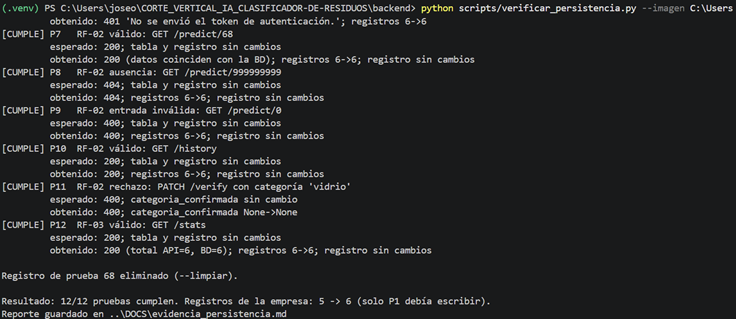 (.venv) PS C:\Users\joseo\CORTE_VERTICAL_IA_CLASIFICADOR-DE-RESIDUOS\backend> python scripts/verificar_persistencia.py --imagen C:\Users
obtenido: 401 'No se envió el token de autenticación.'; registros 6->6
[CUMPLE] P7 RF-02 válido: GET /predict/68
esperado: 200; tabla y registro sin cambios
obtenido: 200 (datos coinciden con la BD); registros 6->6; registro sin cambios
[CUMPLE] P8 RF-02 ausencia: GET /predict/999999999
esperado: 404; tabla y registro sin cambios
obtenido: 404; registros 6->6; registro sin cambios
[CUMPLE] P9 RF-02 entrada inválida: GET /predict/0
esperado: 400; tabla y registro sin cambios
obtenido: 400; registros 6->6; registro sin cambios
[CUMPLE] P10 RF-02 válido: GET /history
esperado: 200; tabla y registro sin cambios
obtenido: 200; registros 6->6; registro sin cambios
[CUMPLE] P11 RF-02 rechazo: PATCH /verify con categoría 'vidrio'
esperado: 400; categoria_confirmada sin cambio
obtenido: 400; categoria_confirmada None->None
[CUMPLE] P12 RF-03 válido: GET /stats
esperado: 200; tabla y registro sin cambios
obtenido: 200 (total API=6, BD=6); registros 6->6; registro sin cambios
Registro de prueba 68 eliminado (--limpiar).
Resultado: 12/12 pruebas cumplen. Registros de la empresa: 5 -> 6 (solo P1 debía escribir).
Reporte guardado en ..\DOCS\evidencia_persistencia.md